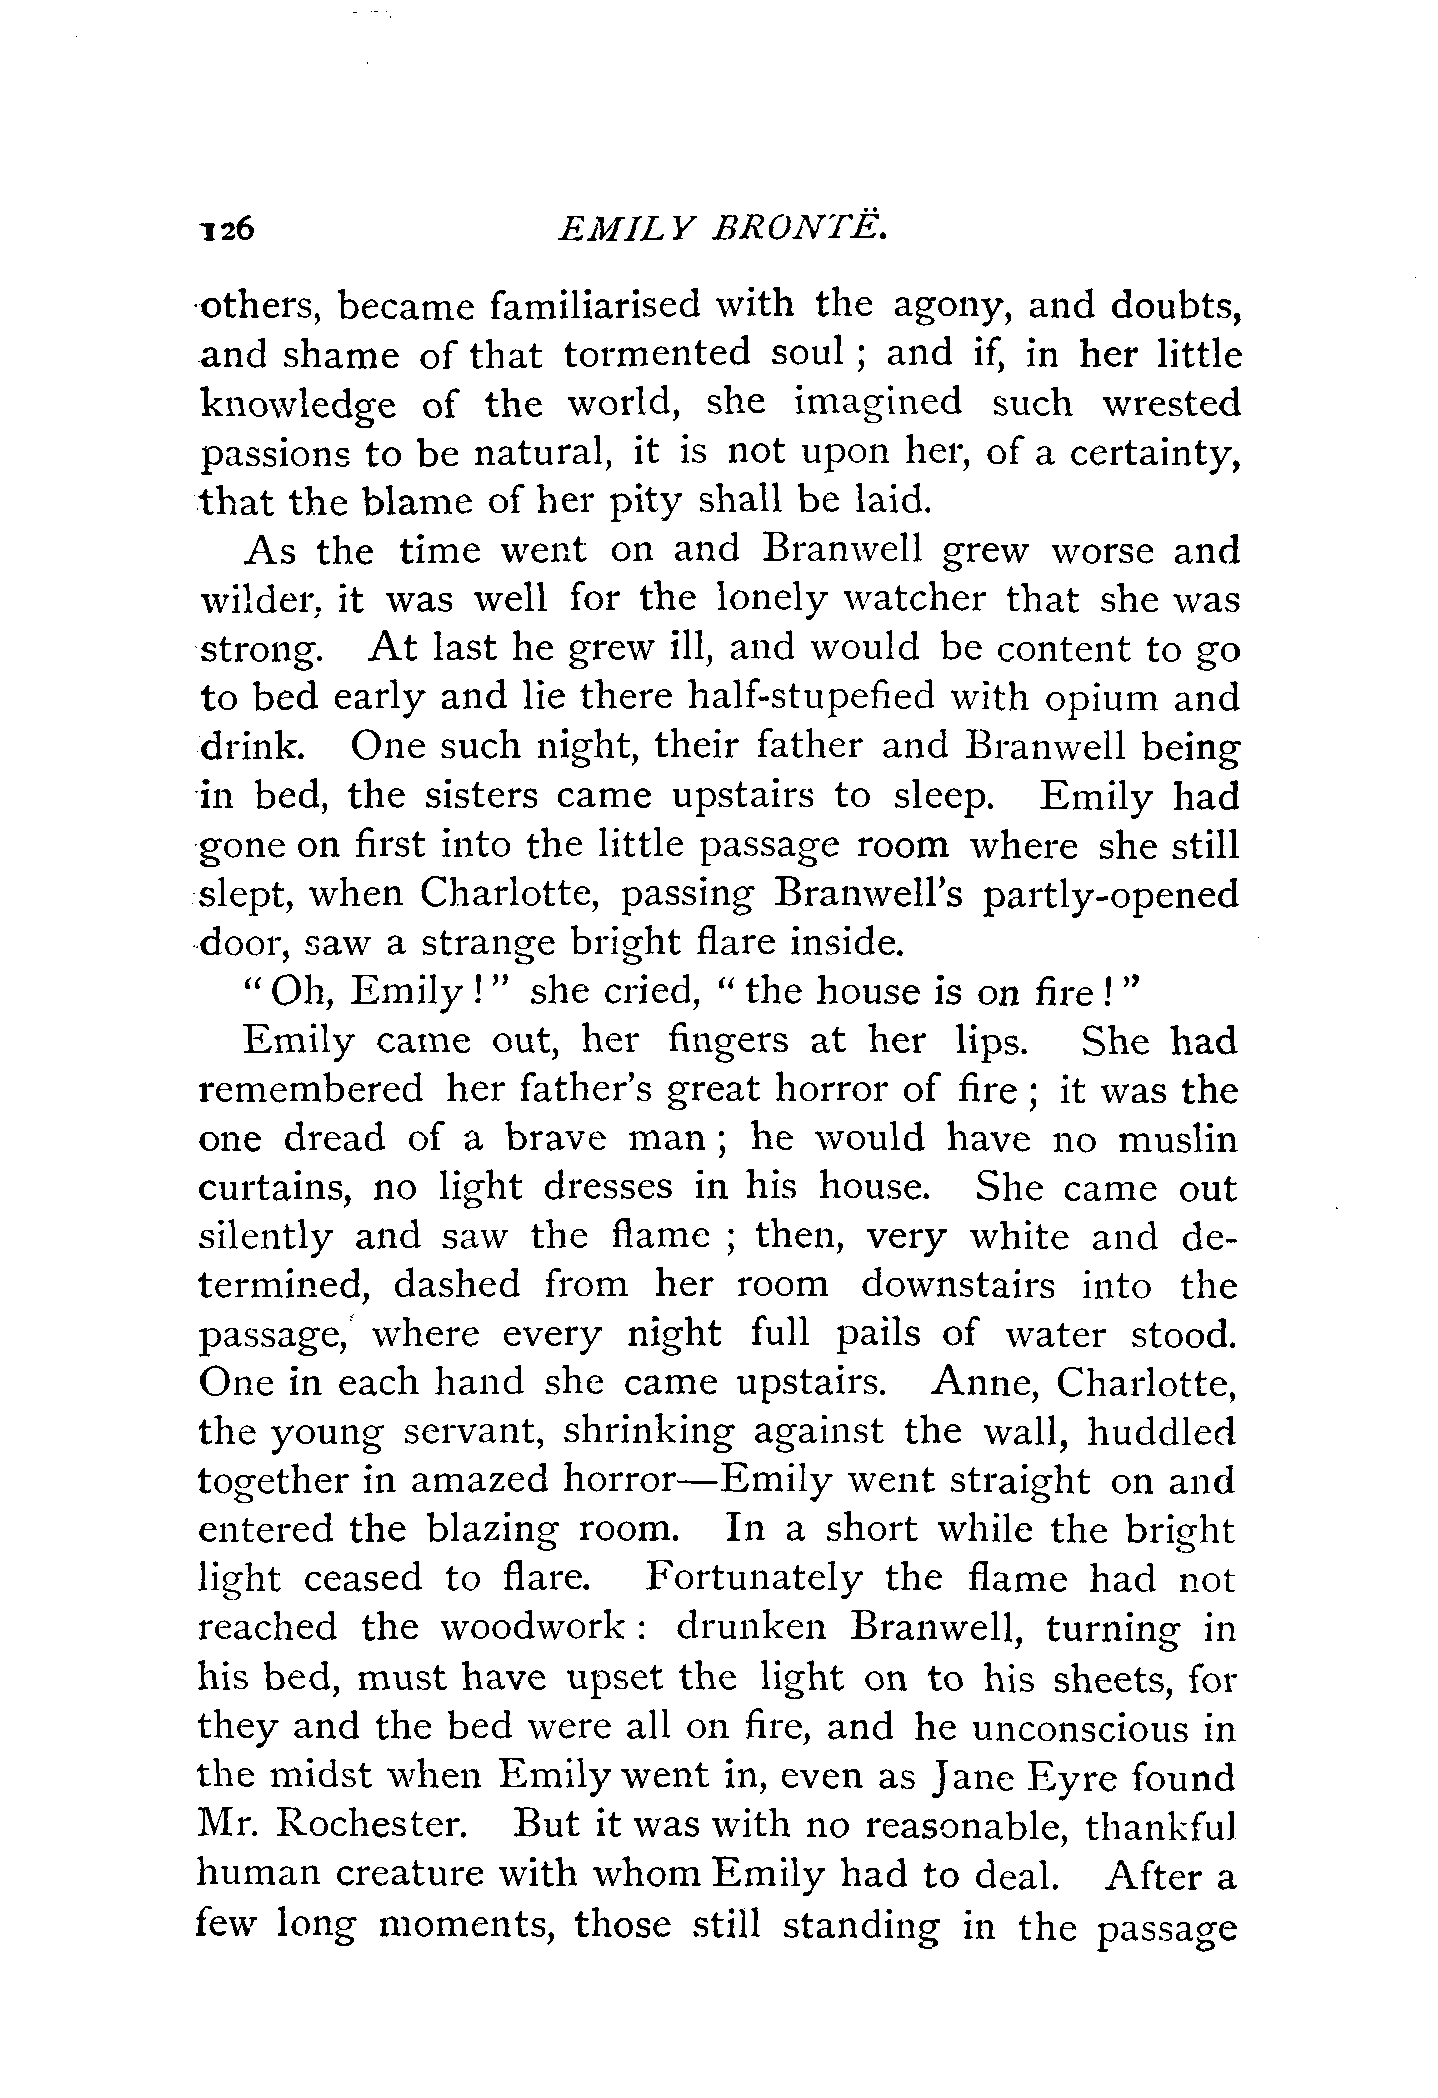 126 EMILY BRONTË.
others, became familiarised with the agony, and doubts,
and shame of that tormented soul ; and if, in her little
knowledge of the world, she imagined such wrested
passions to be natural, it is not upon her, of a certainty,
that the blame of her pity shall be laid.
As the time went on and Branwell grew worse and
wilder, it was well for the lonely watcher that she was
strong. At last he grew ill, and would be content to go
to bed early and lie there half-stupefied with opium and
drink. One such night, their father and Branwell being
in bed, the sisters came upstairs to sleep. Emily had
gone on first into the little passage room where she still
slept, when Charlotte, passing Branwell's partly-opened
door, saw a strange bright flare inside.
" Oh, Emily ! " she cried, " the house is on fire ! "
Emily came out, her fingers at her lips. She had
remembered her father's great horror of fire ; it was the
one dread of a brave man ; he would have no muslin
curtains, no light dresses in his house. She came out
silently and saw the flame ; then, very white and de-
termined, dashed from her room downstairs into the
passage, where every night full pails of water stood.
One in each hand she came upstairs. Anne, Charlotte,
the young servant, shrinking against the wall, huddled
together in amazed horror—Emily went straight on and
entered the blazing room. In a short while the bright
light ceased to flare. Fortunately the flame had not
reached the woodwork : drunken Branwell, turning in
his bed, must have upset the light on to his sheets, for
they and the bed were all on fire, and he unconscious in
the midst when Emily went in, even as Jane Eyre found
Mr. Rochester. But it was with no reasonable, thankful
human creature with whom Emily had to deal. After a
few long moments, those still standing in the passage